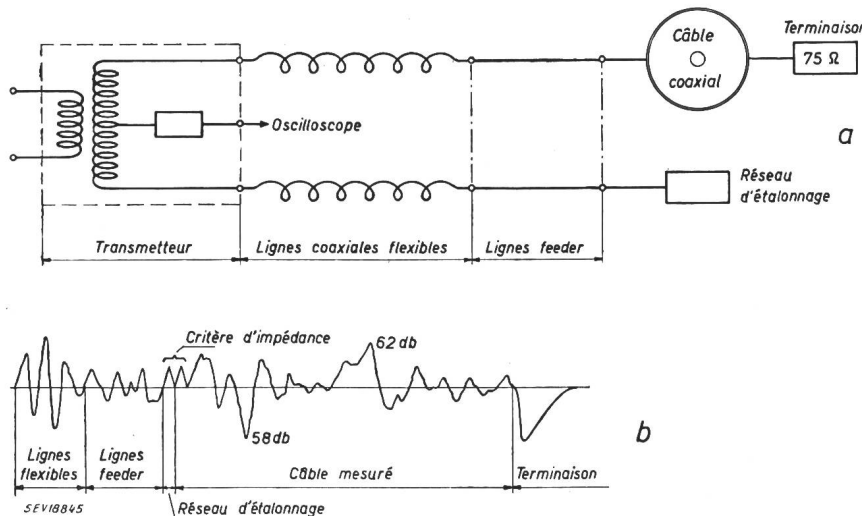 Câble
coaxial
Terminaison
75 Ω
Oscilloscope
a
Réseau
d'étalonnage
Transmetteur
Lignes coaxiales flexibles
Lignes feeder
Critère d'impédance
62 db
58 db
b
Lignes
flexibles
Lignes
feeder
Câble mesuré
Terminaison
SEV18845
Réseau d'étalonnage